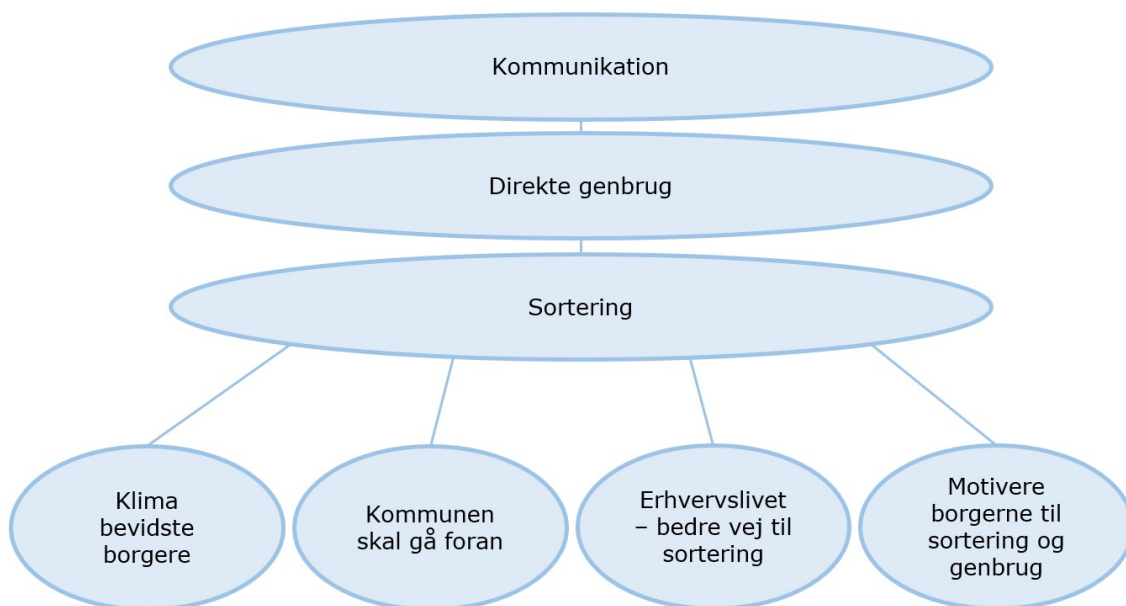 Kommunikation
Direkte genbrug
Sortering
Klima
bevidste
borgere
Kommunen
skal gå foran
Erhvervslivet
– bedre vej til
sortering
Motivere
borgerne til
sortering og
genbrug